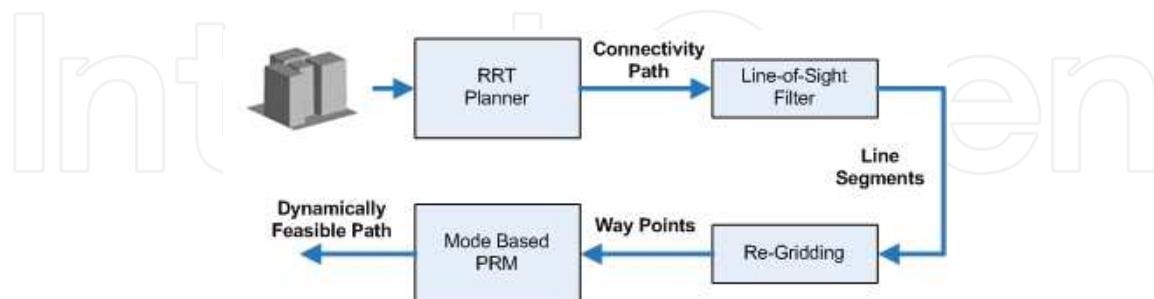 RRT
Planner
Connectivity
Path
Line-of-Sight
Filter
Line
Segments
Re-Gridding
Way Points
Mode Based
PRM
Dynamically
Feasible Path